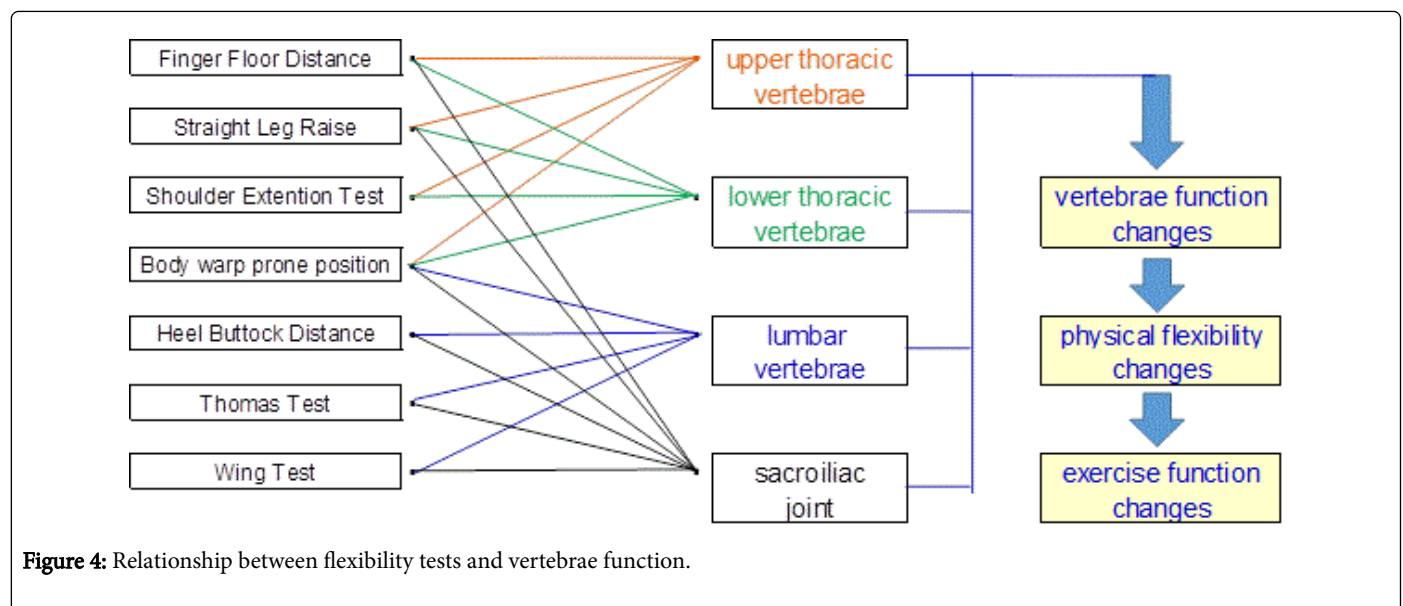 Finger Floor Distance
Straight Leg Raise
Shoulder Extention Test
Body warp prone position
Heel Buttock Distance
Thomas Test
Wing Test
upper thoracic
vertebrae
lower thoracic
vertebrae
lumbar
vertebrae
sacroiliac
joint
vertebrae function
changes
physical flexibility
changes
exercise function
changes
Figure 4: Relationship between flexibility tests and vertebrae function.